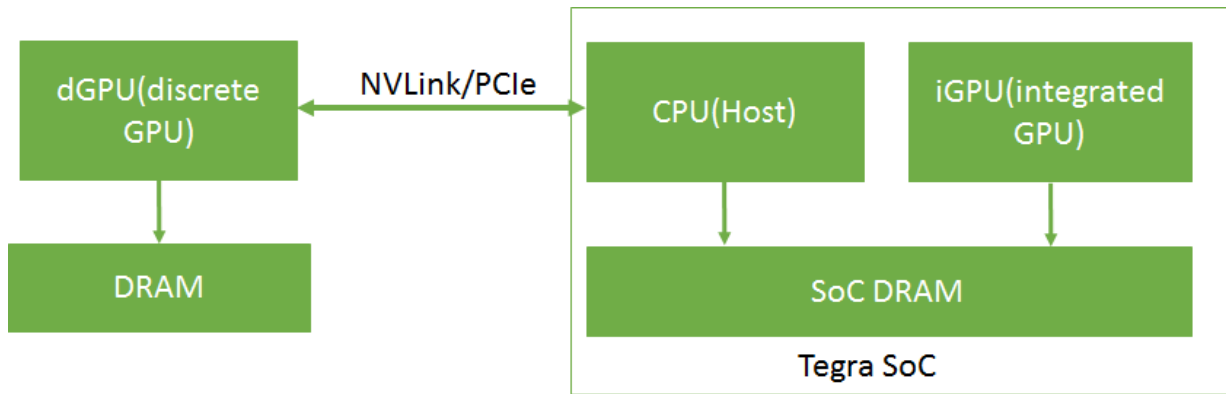 dGPU(discrete
GPU)
NVLink/PCIe
CPU(Host)
iGPU(integrated
GPU)
DRAM
SoC DRAM
Tegra SoC